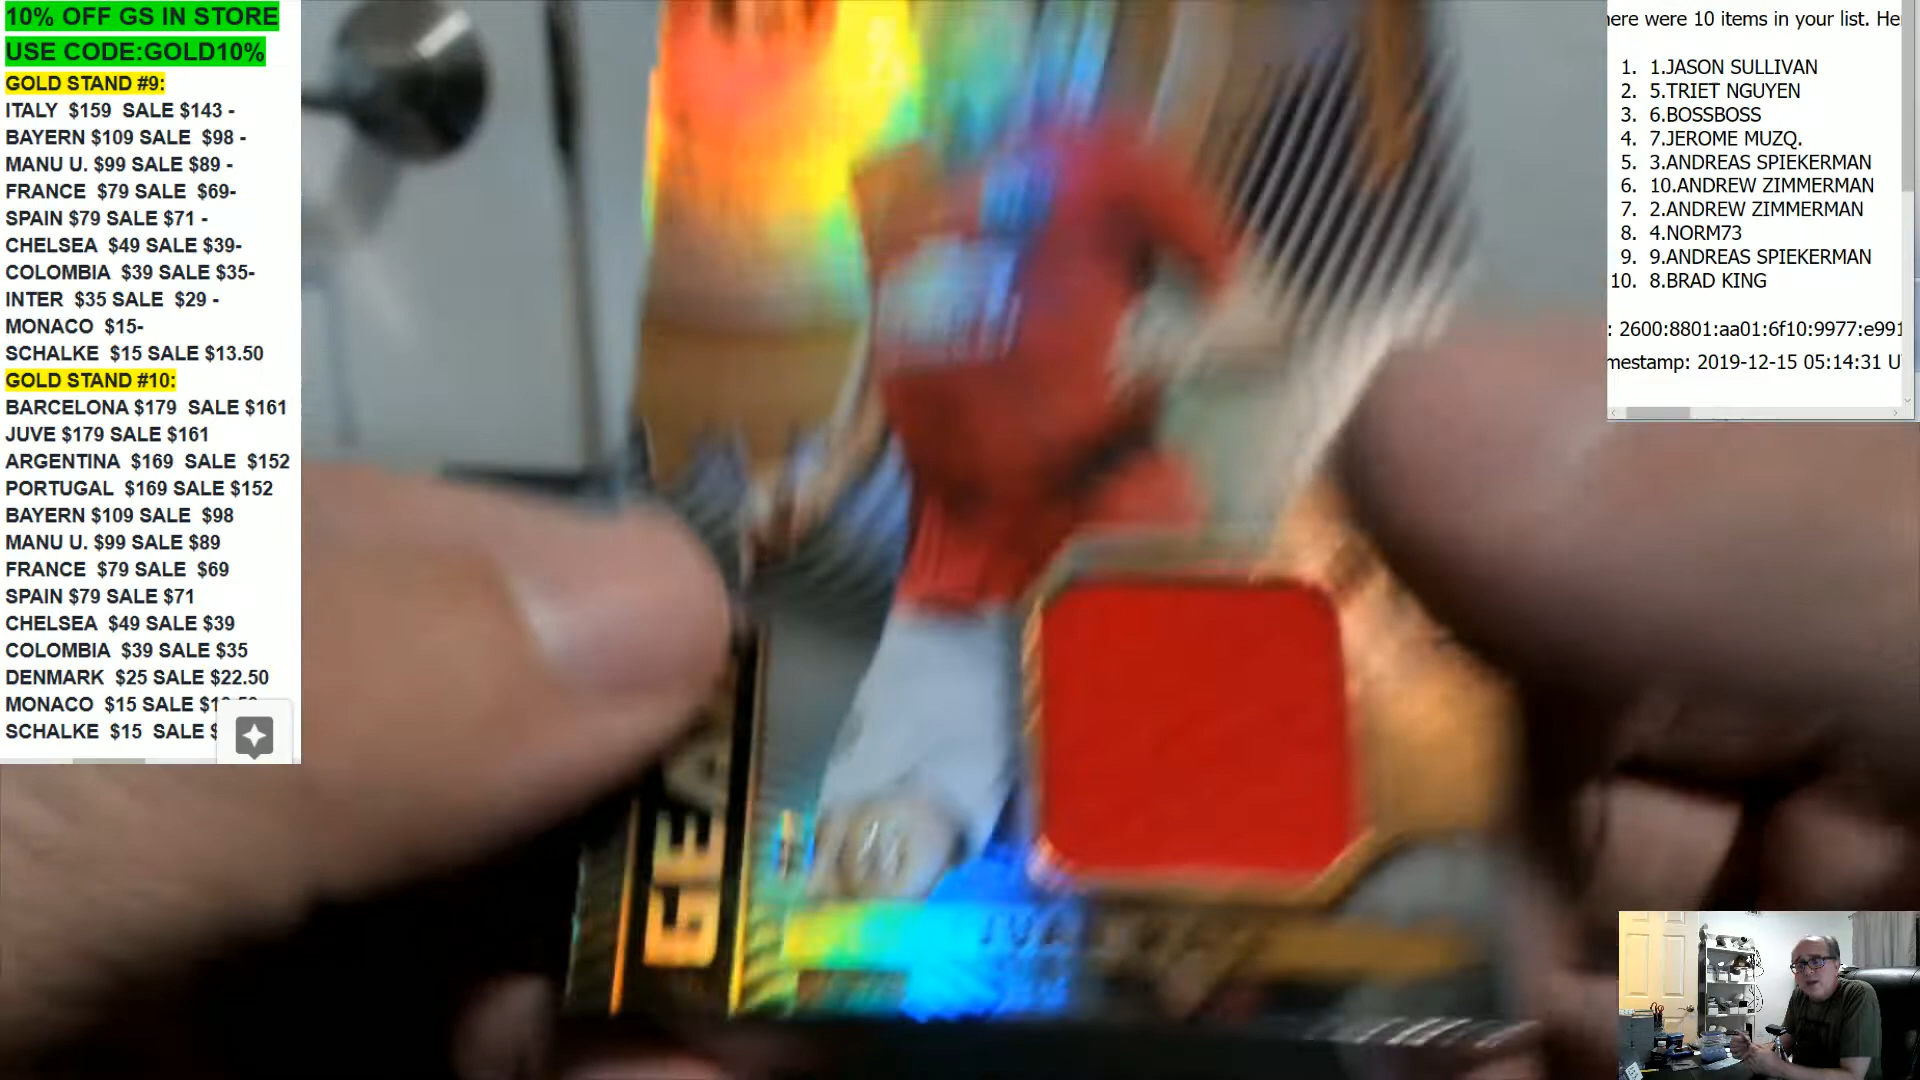 10% OFF GS IN STORE
USE CODE:GOLD10%
GOLD STAND #9:
ITALY $159 SALE $143 -
BAYERN $109 SALE $98 -
MANU U. $99 SALE $89 -
FRANCE $79 SALE $69-
SPAIN $79 SALE $71 -
CHELSEA $49 SALE $39-
COLOMBIA $39 SALE $35-
INTER $35 SALE $29 -
MONACO $15-
SCHALKE $15 SALE $13.50
GOLD STAND #10:
BARCELONA $179 SALE $161
JUVE $179 SALE $161
ARGENTINA $169 SALE $152
PORTUGAL $169 SALE $152
BAYERN $109 SALE $98
MANU U. $99 SALE $89
FRANCE $79 SALE $69
SPAIN $79 SALE $71
CHELSEA $49 SALE $39
COLOMBIA $39 SALE $35
DENMARK $25 SALE $22.50
MONACO $15 SALE
SCHALKE $15 SALE $
ere were 10 items in your list. He
1. 1.JASON SULLIVAN
2. 5.TRIET NGUYEN
3. 6.BOSSBOSS
4. 7.JEROME MUZQ.
5. 3.ANDREAS SPIEKERMAN
6. 10.ANDREW ZIMMERMAN
7. 2.ANDREW ZIMMERMAN
8. 4.NORM73
9. 9.ANDREAS SPIEKERMAN
10. 8.BRAD KING
: 2600:8801:aa01:6f10:9977:e991
mestamp: 2019-12-15 05:14:31 U